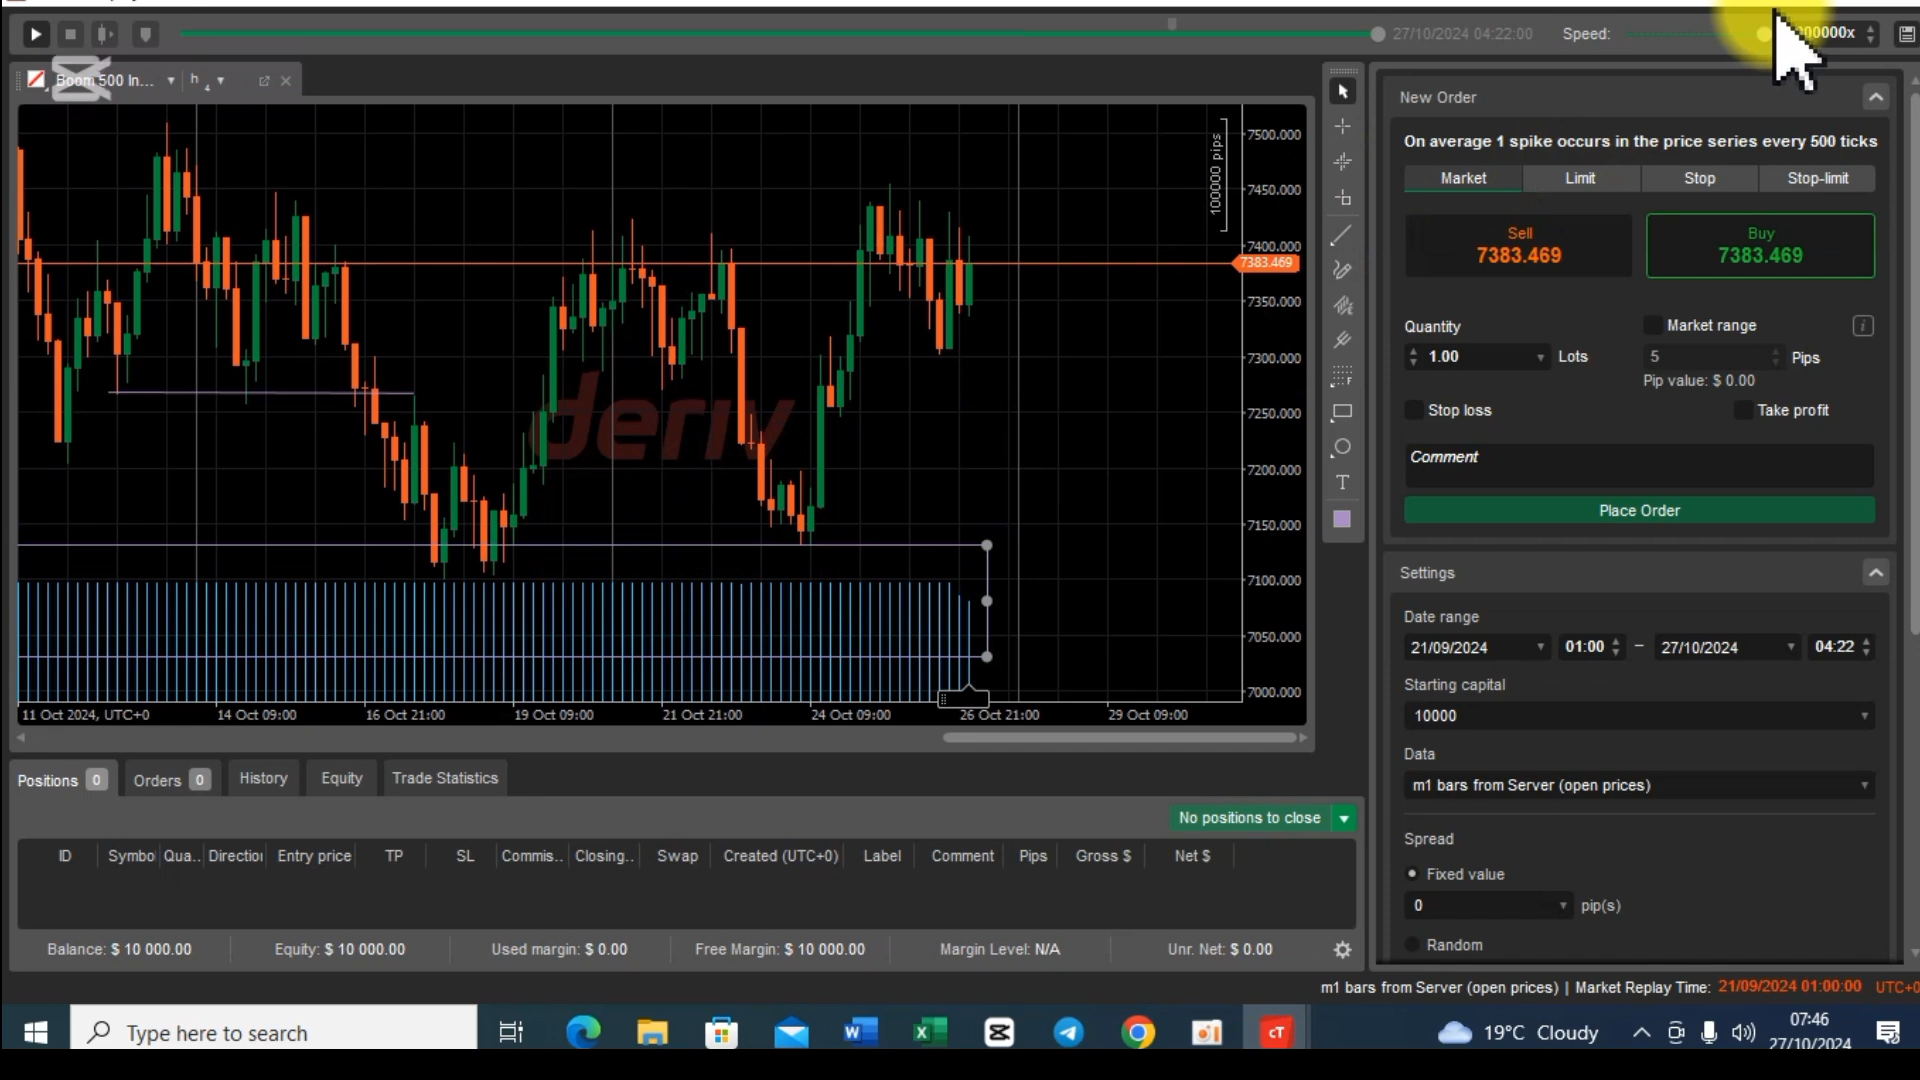 27/10/2024 04:22:00
Speed:
00000x
Boom 500 In...
h 4
New Order
On average 1 spike occurs in the price series every 500 ticks
Market Limit Stop Stop-limit
Sell
7383.469
Buy
7383.469
Quantity
1.00 Lots
Market range
5 Pips
Pip value: $ 0.00
Stop loss
Take profit
Comment
Place Order
100000 pips
7500.000
7450.000
7400.000
7383.469
7350.000
7300.000
7250.000
7200.000
7150.000
7100.000
7050.000
7000.000
deriv
T
F
11 Oct 2024, UTC+0 14 Oct 09:00 16 Oct 21:00 19 Oct 09:00 21 Oct 21:00 24 Oct 09:00 26 Oct 21:00 29 Oct 09:00
Settings
Date range
21/09/2024 01:00 – 27/10/2024 04:22
Starting capital
10000
Data
m1 bars from Server (open prices)
Spread
Fixed value
0 pip(s)
Random
Positions 0 Orders 0 History Equity Trade Statistics
No positions to close
ID Symbo Qua.. Direction Entry price TP SL Commis.. Closing.. Swap Created (UTC+0) Label Comment Pips Gross $ Net $
Balance: $ 10 000.00 Equity: $ 10 000.00 Used margin: $ 0.00 Free Margin: $ 10 000.00 Margin Level: N/A Unr. Net: $ 0.00
m1 bars from Server (open prices) | Market Replay Time: 21/09/2024 01:00:00 UTC+0
Type here to search
19°C Cloudy
07:46
27/10/2024